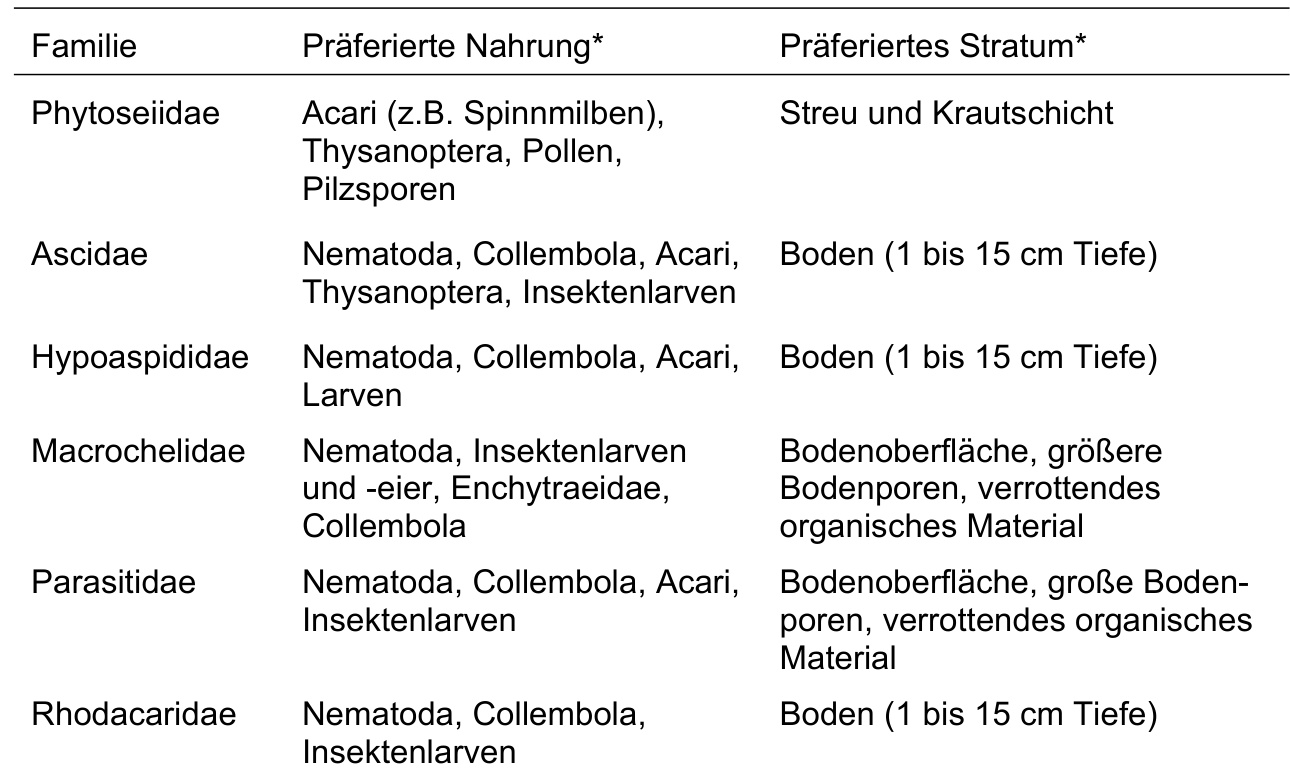 Familie Präferierte Nahrung* Präferiertes Stratum*
Phytoseiidae Acari (z.B. Spinnmilben), Streu und Krautschicht
Thysanoptera, Pollen,
Pilzsporen
Ascidae Nematoda, Collembola, Acari, Boden (1 bis 15 cm Tiefe)
Thysanoptera, Insektenlarven
Hypoaspididae Nematoda, Collembola, Acari, Boden (1 bis 15 cm Tiefe)
Larven
Macrochelidae Nematoda, Insektenlarven Bodenoberfläche, größere
und -eier, Enchytraeidae, Bodenporen, verrottendes
Collembola organisches Material
Parasitidae Nematoda, Collembola, Acari, Bodenoberfläche, große Boden-
Insektenlarven poren, verrottendes organisches
Material
Rhodacaridae Nematoda, Collembola, Boden (1 bis 15 cm Tiefe)
Insektenlarven